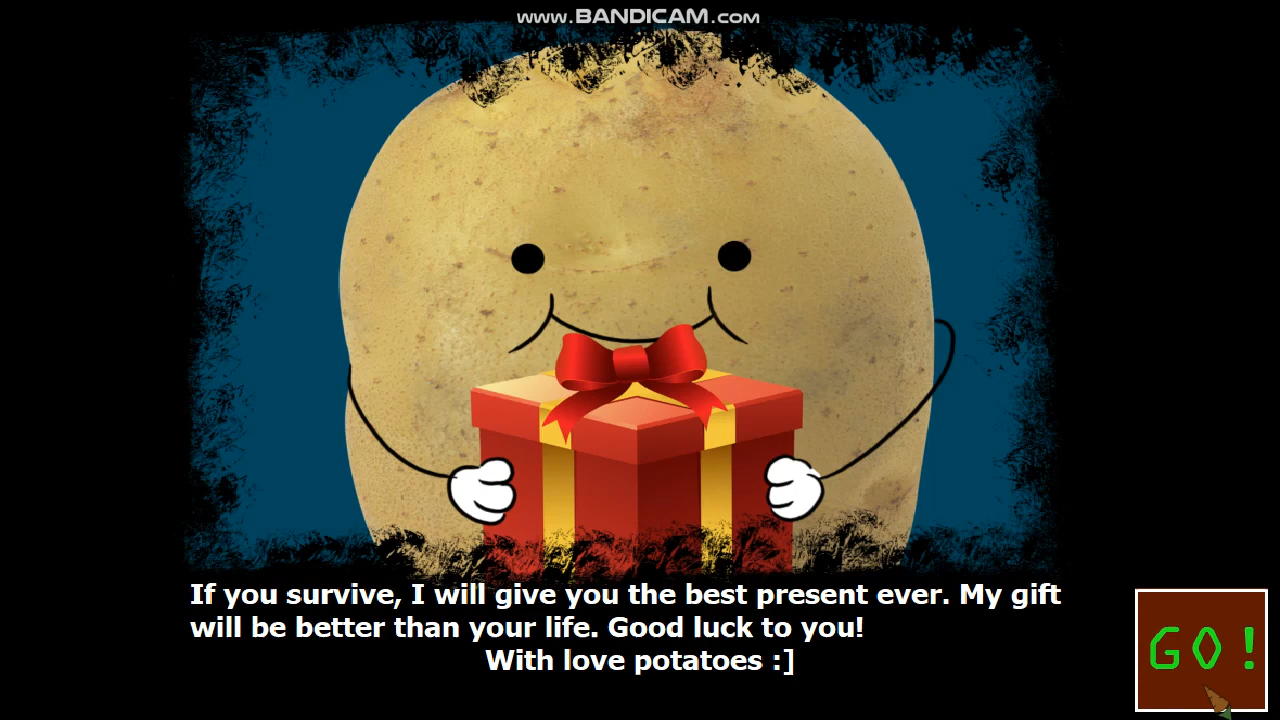 www.BANDICAM.com
If you survive, I will give you the best present ever. My gift
will be better than your life. Good luck to you!
With love potatoes :]
GO!